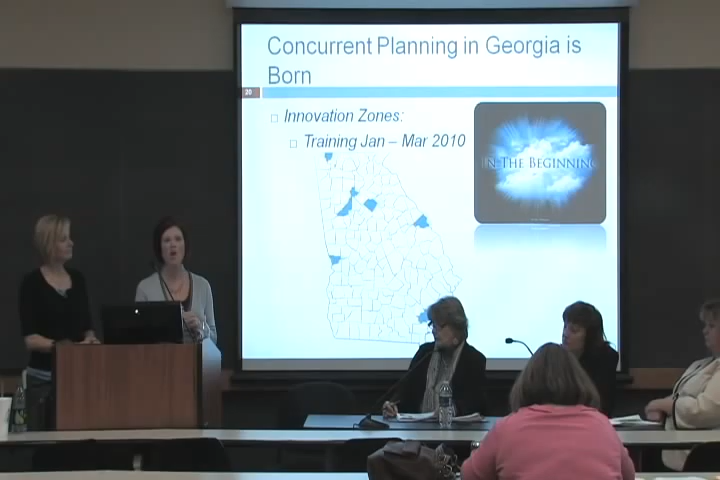 Concurrent Planning in Georgia is
Born
20
Innovation Zones:
Training Jan – Mar 2010
IN THE BEGINNING